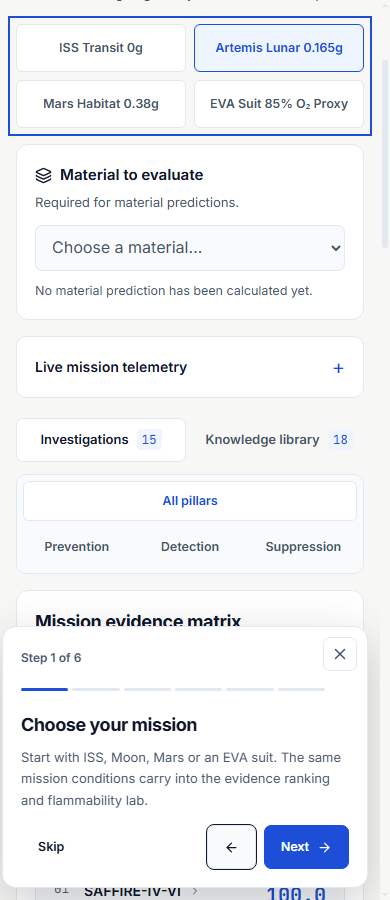 ISS Transit 0g
Artemis Lunar 0.165g
Mars Habitat 0.38g
EVA Suit 85% O₂ Proxy
Material to evaluate
Required for material predictions.
Choose a material...
No material prediction has been calculated yet.
Live mission telemetry
+
Investigations 15
Knowledge library 18
All pillars
Prevention
Detection
Suppression
Mission evidence matrix
Step 1 of 6
Choose your mission
Start with ISS, Moon, Mars or an EVA suit. The same
mission conditions carry into the evidence ranking
and flammability lab.
Skip
←
Next →
01 SAFFIRE-IV-VI >
100.0